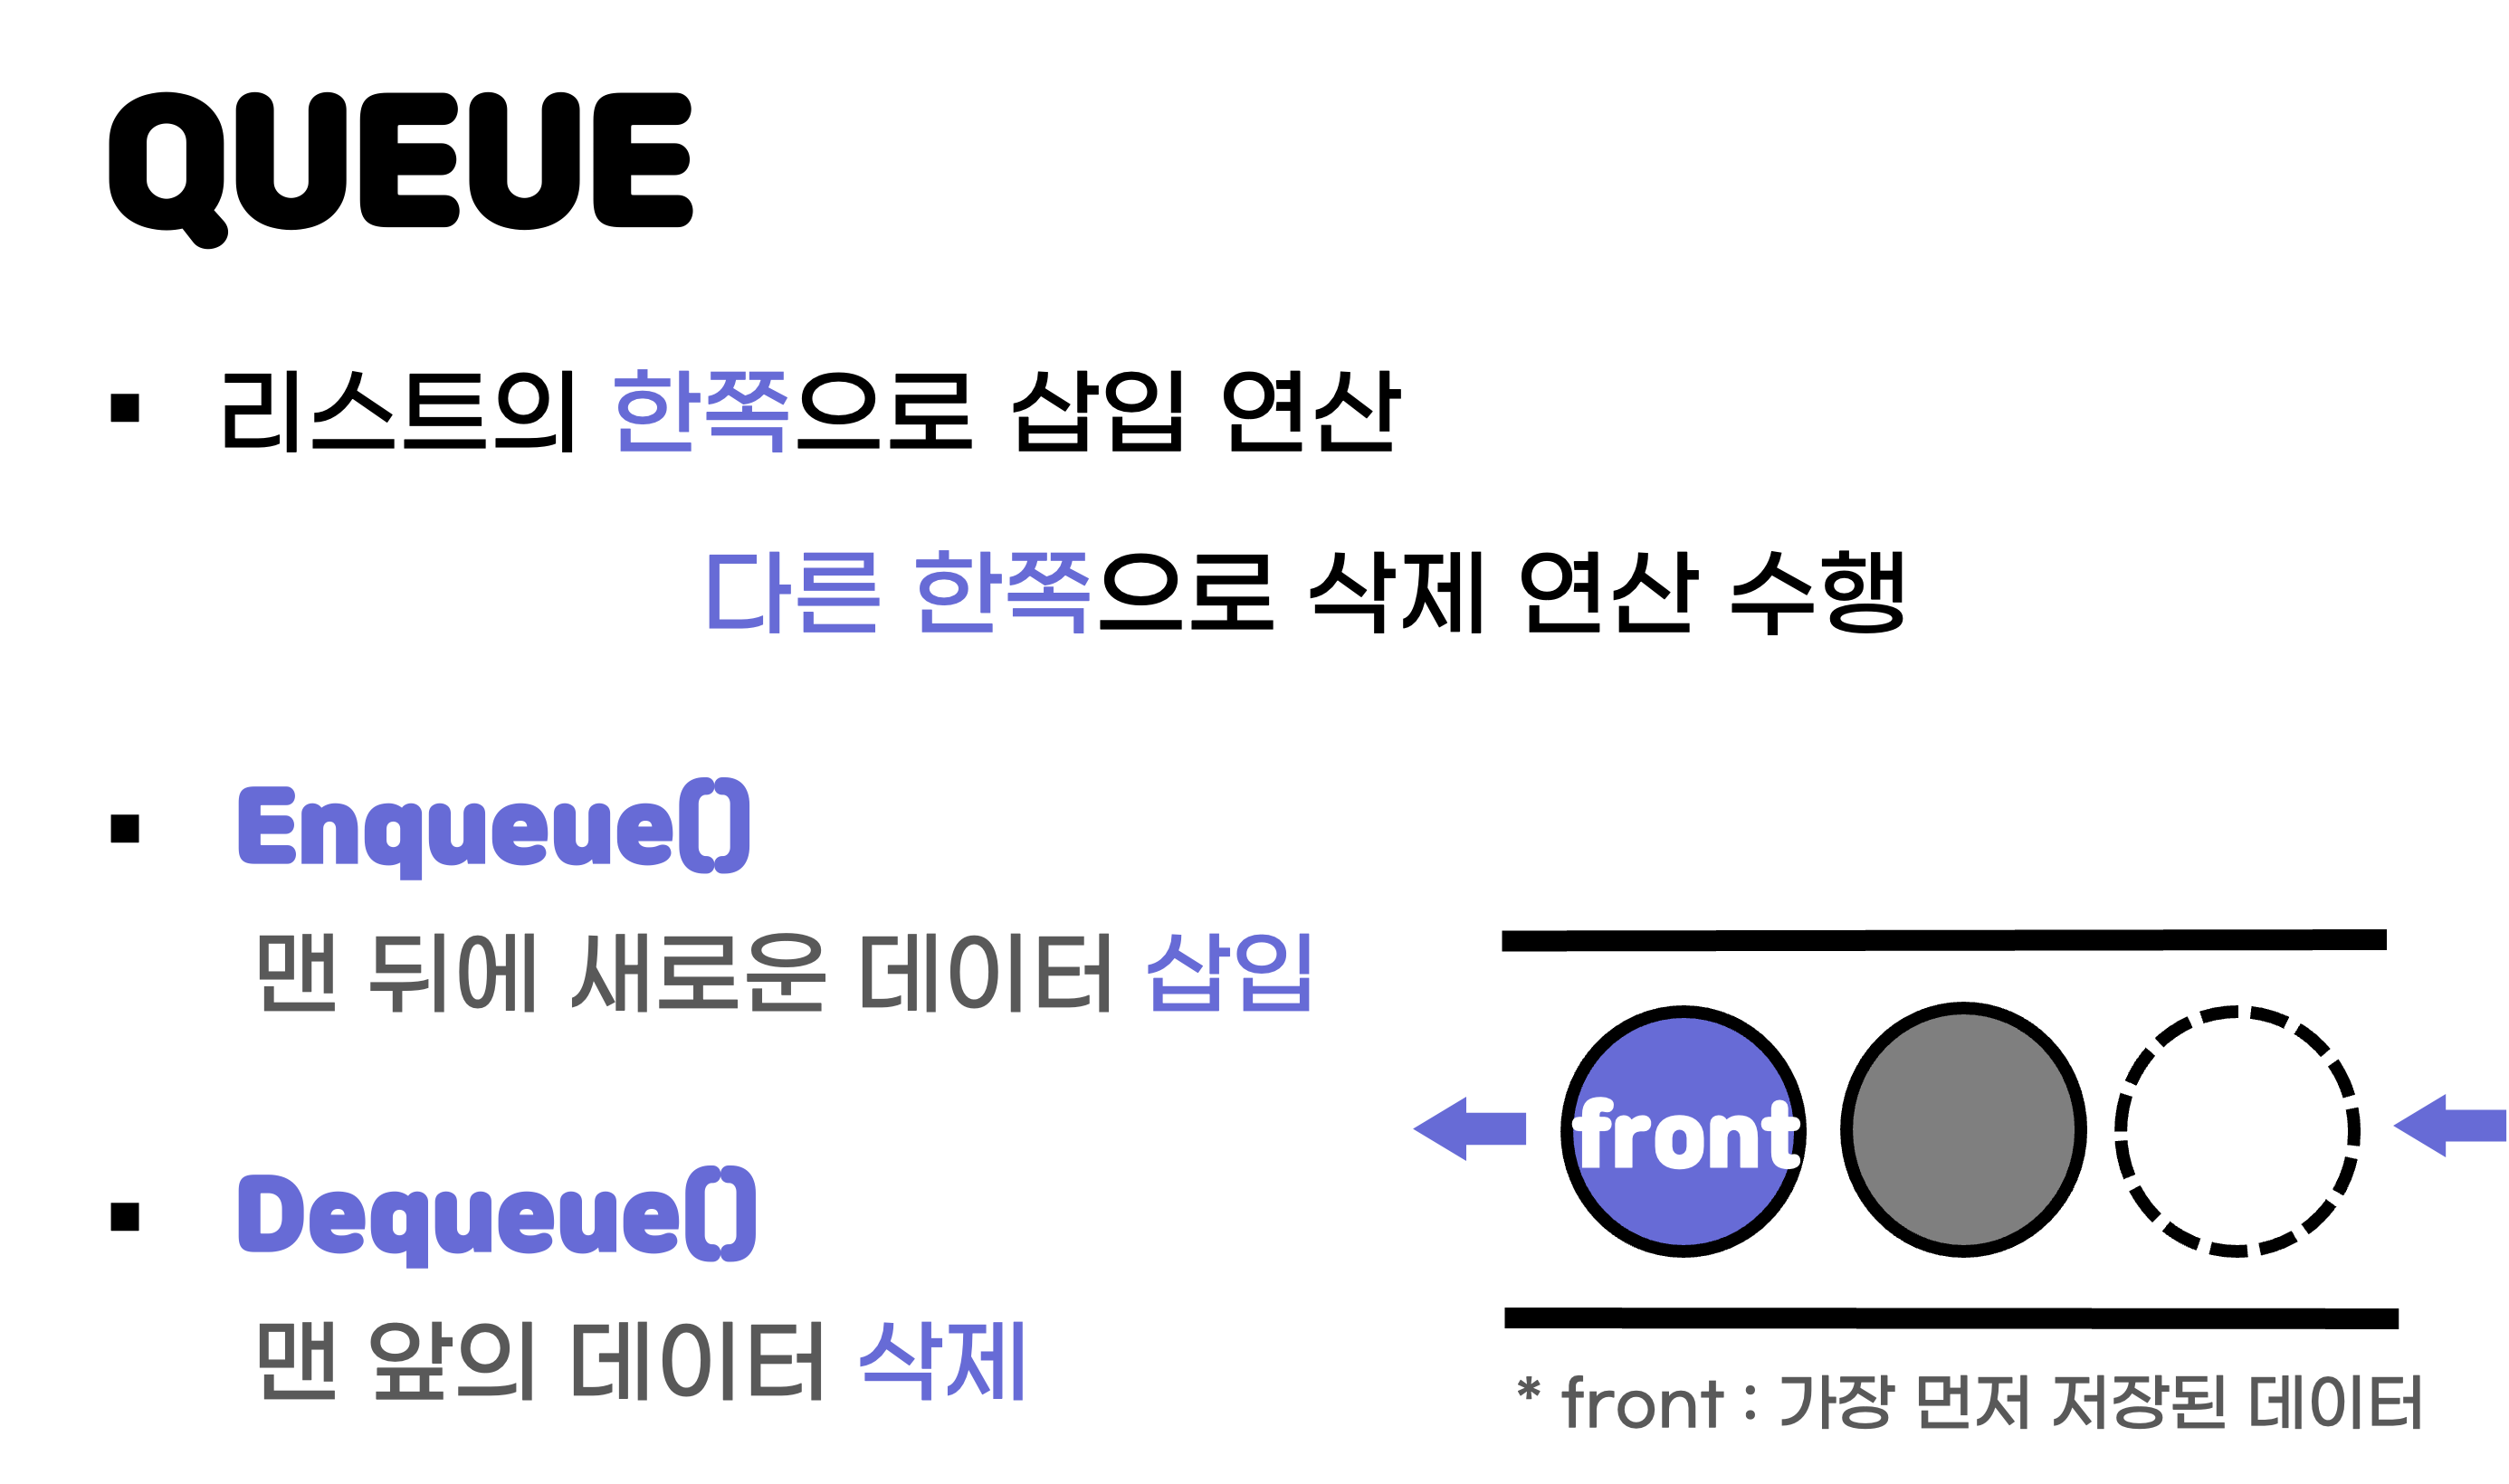 QUEUE
▪ 리스트의 한쪽으로 삽입 연산
다른 한쪽으로 삭제 연산 수행
▪ Enqueue()
맨 뒤에 새로운 데이터 삽입
▪ Dequeue()
맨 앞의 데이터 삭제
front
* front : 가장 먼저 저장된 데이터